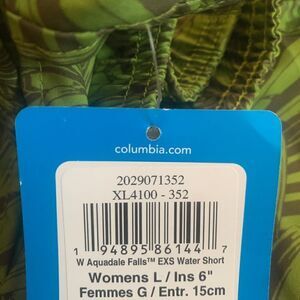 columbia.com
2029071352
XL4100 - 352
1 94895 86144 7
W Aquadale Falls™ EXS Water Short
Womens L / Ins 6"
Femmes G / Entr. 15cm